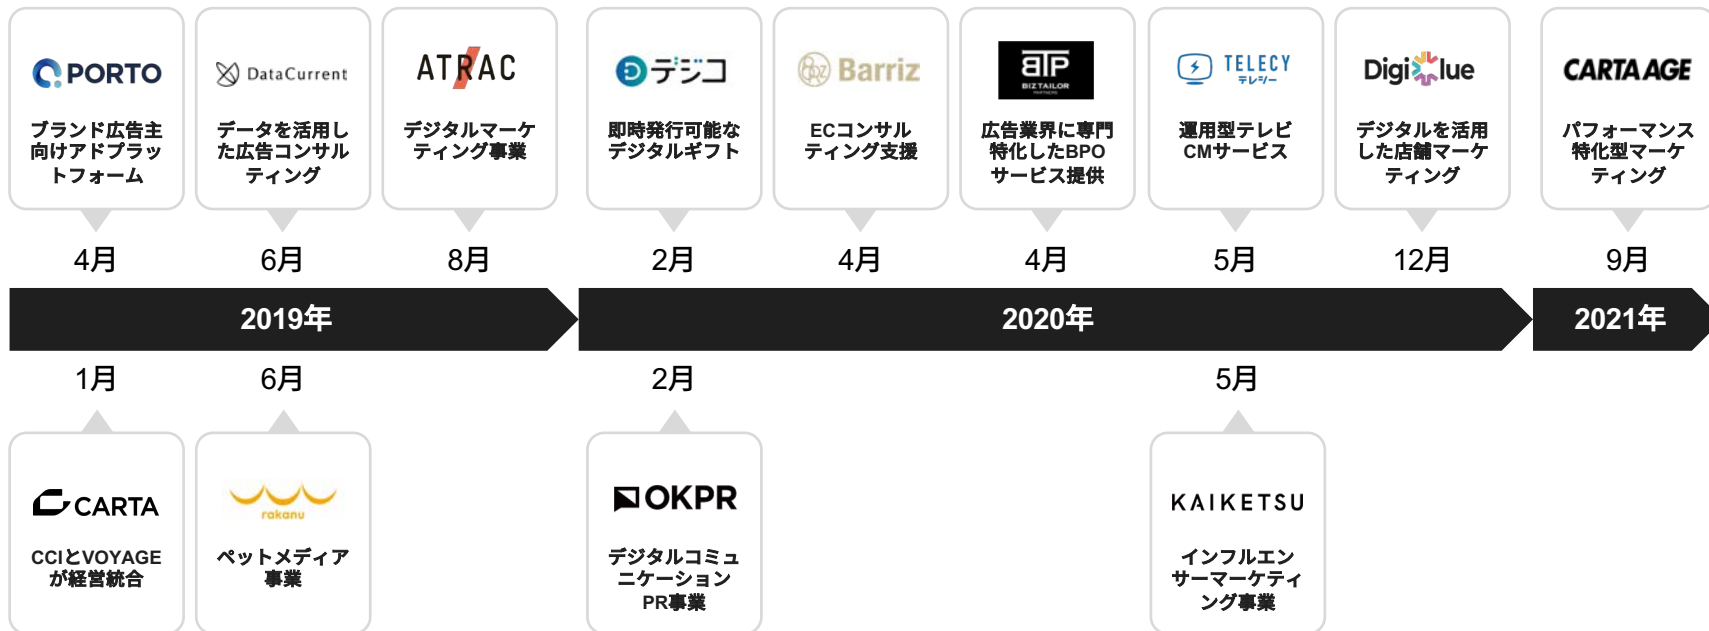 PORTO
ブランド広告主
向けアドプラッ
トフォーム
4月
DataCurrent
データを活用し
た広告コンサル
ティング
6月
ATRAC
デジタルマーケ
ティング事業
8月
デジコ
即時発行可能な
デジタルギフト
2月
Barriz
ECコンサル
ティング支援
4月
BTP
BIZTAILOR
PARTNERS
広告業界に専門
特化したBPO
サービス提供
4月
TELECY
テレシー
運用型テレビ
CMサービス
5月
Digiclue
デジタルを活用
した店舗マーケ
ティング
12月
CARTA AGE
パフォーマンス
特化型マーケ
ティング
9月
2019年
2020年
2021年
1月
CARTA
CCIとVOYAGE
が経営統合
6月
rakanu
ペットメディア
事業
2月
OKPR
デジタルコミュ
ニケーション
PR事業
5月
KAIKETSU
インフルエン
サーマーケティ
ング事業